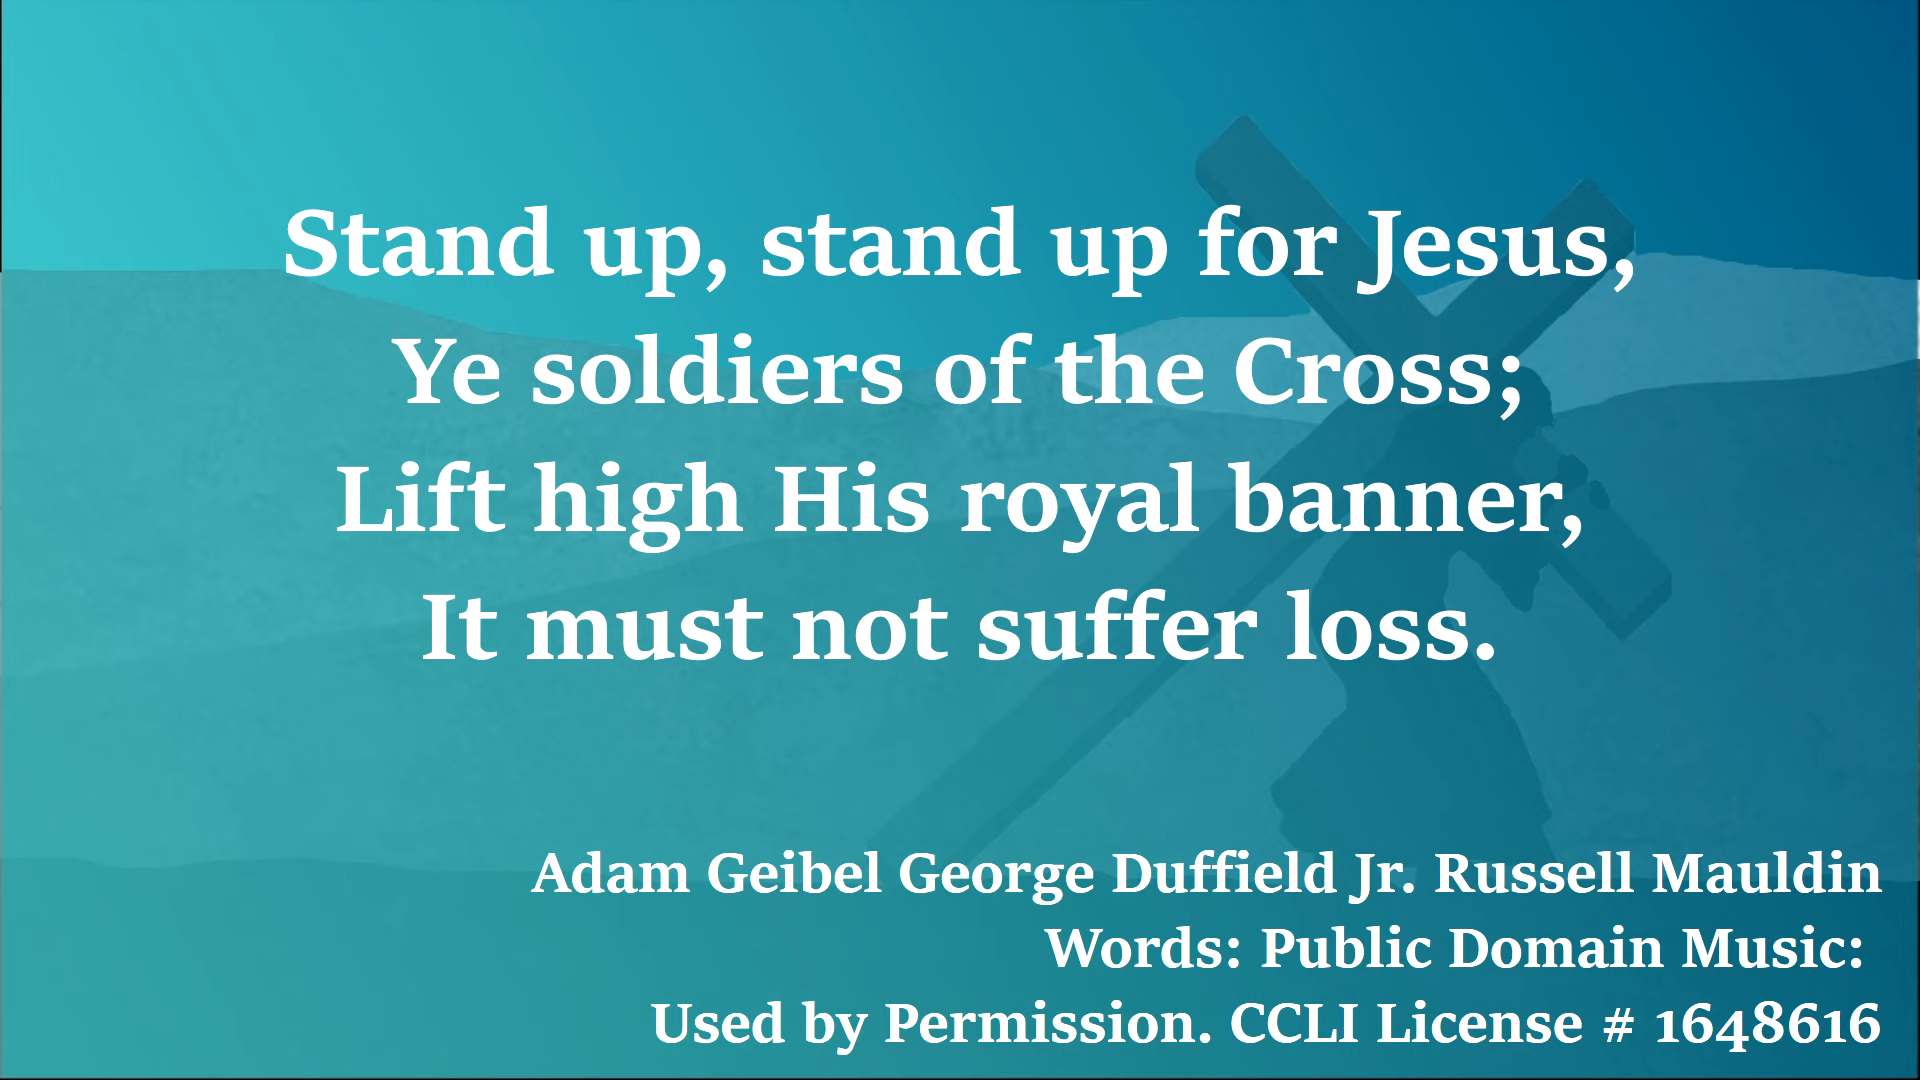 Stand up, stand up for Jesus,
Ye soldiers of the Cross;
Lift high His royal banner,
It must not suffer loss.
Adam Geibel George Duffield Jr. Russell Mauldin
Words: Public Domain Music:
Used by Permission. CCLI License # 1648616